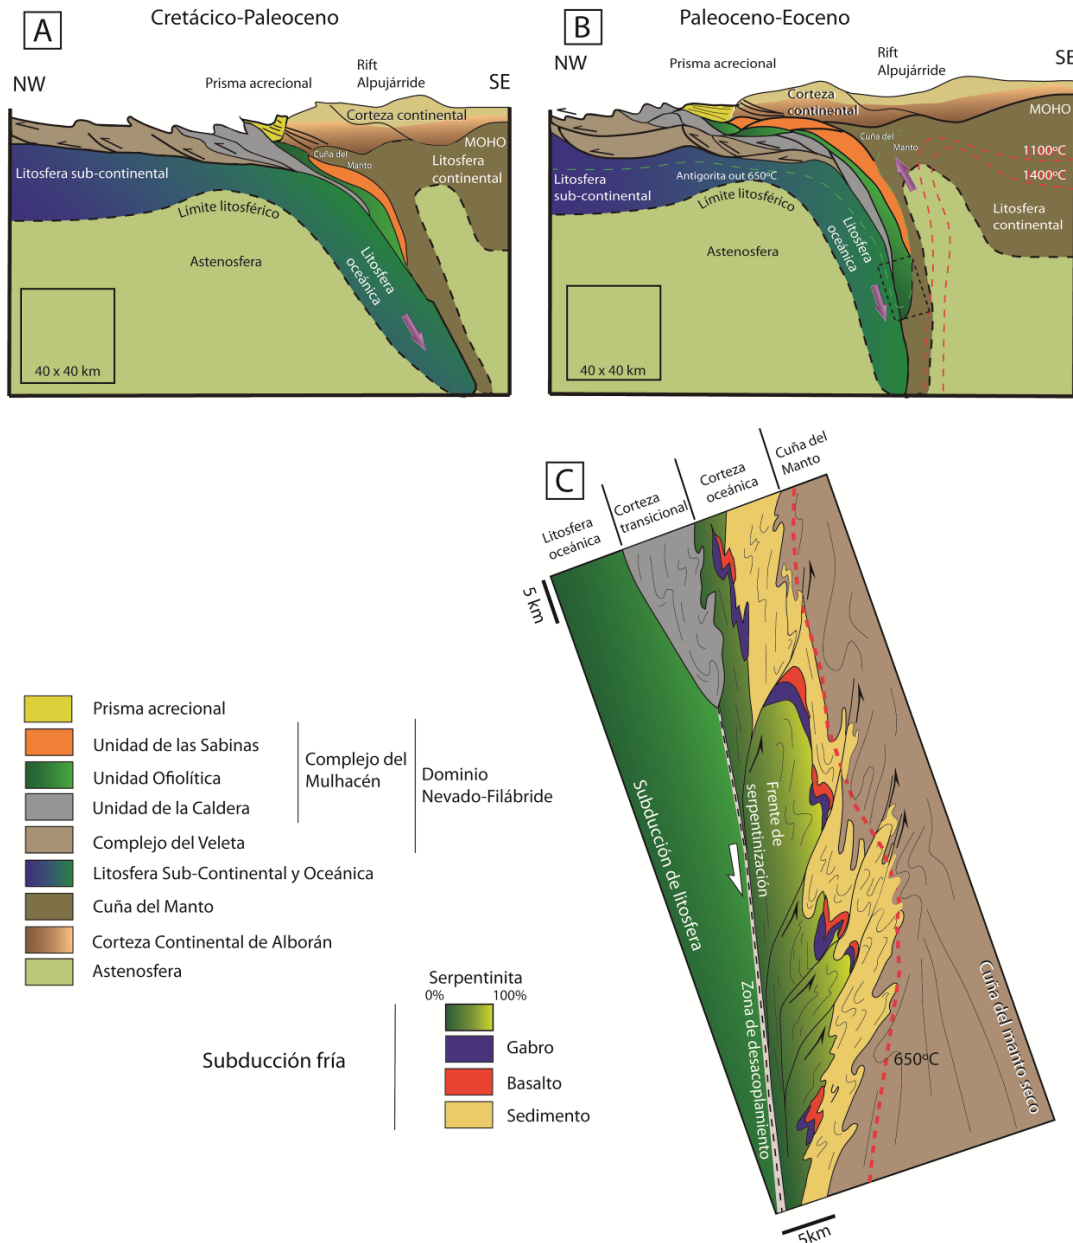 Cretácico-Paleoceno
A
NW
Prisma acrecional
Rift
Alpujárride
SE
Corteza continental
MOHO
Cuña del
Manto
Litosfera
continental
Litosfera sub-continental
Límite litosférico
Astenosfera
Litosfera
oceánica
40 x 40 km
Paleoceno-Eoceno
B
NW
Prisma acrecional
Rift
Alpujárride
SE
Corteza
continental
MOHO
Cuña del
Manto
1100ºC
1400ºC
Litosfera
sub-continental
Antigorita out 650ºC
Límite litosférico
Litosfera
continental
Astenosfera
Litosfera
oceánica
40 x 40 km
C
Litosfera
oceánica
Corteza
transicional
Corteza
oceánica
Cuña del
Manto
5 km
Subducción de litosfera
Frente de
serpentinización
Zona de desacoplamiento
650ºC
Cuña del manto seco
5km
Prisma acrecional
Unidad de las Sabinas
Unidad Ofiolítica
Unidad de la Caldera
Complejo del Veleta
Litosfera Sub-Continental y Oceánica
Cuña del Manto
Corteza Continental de Alborán
Astenosfera
Complejo del
Mulhacén
Dominio
Nevado-Filábride
Subducción fría
Serpentinita
0% 100%
Gabro
Basalto
Sedimento